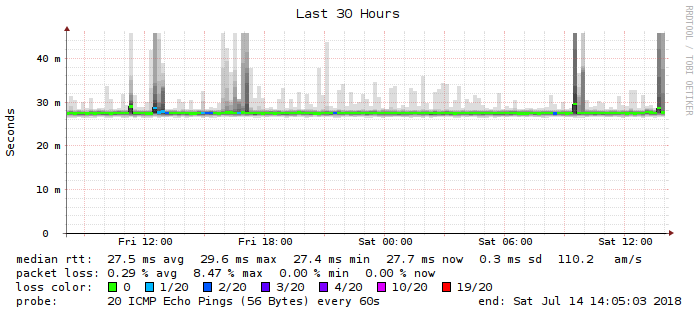 Last 30 Hours
RRDTOOL / TOBI OETIKER
Seconds
40 m
30 m
20 m
10 m
0
Fri 12:00 Fri 18:00 Sat 00:00 Sat 06:00 Sat 12:00
median rtt: 27.5 ms avg 29.6 ms max 27.4 ms min 27.7 ms now 0.3 ms sd 110.2 am/s
packet loss: 0.29 % avg 8.47 % max 0.00 % min 0.00 % now
loss color: 0 1/20 2/20 3/20 4/20 10/20 19/20
probe: 20 ICMP Echo Pings (56 Bytes) every 60s end: Sat Jul 14 14:05:03 2018